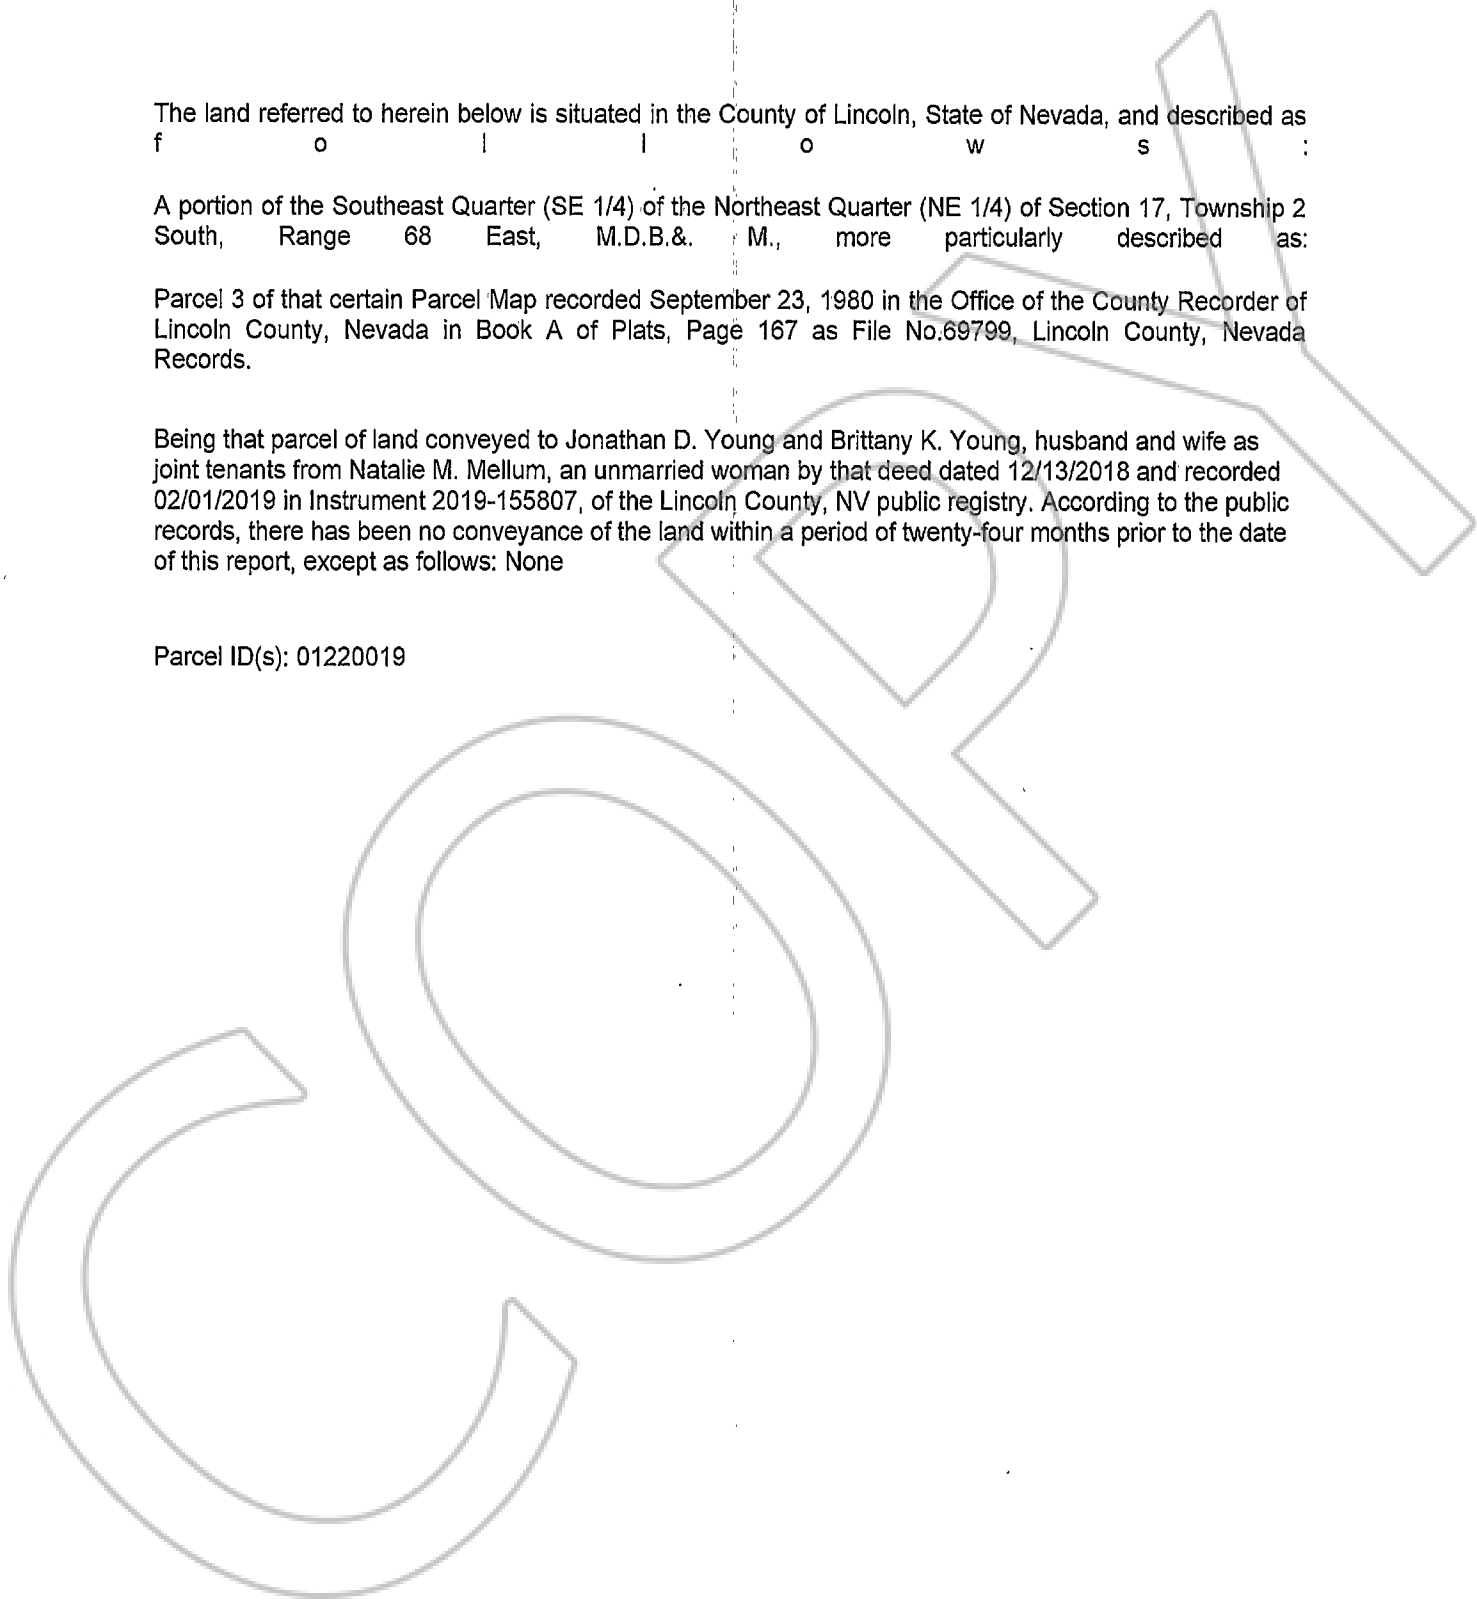 The land referred to herein below is situated in the County of Lincoln, State of Nevada, and described as
f o l l o w s :
A portion of the Southeast Quarter (SE 1/4) of the Northeast Quarter (NE 1/4) of Section 17, Township 2
South, Range 68 East, M.D.B.&. M., more particularly described as:
Parcel 3 of that certain Parcel Map recorded September 23, 1980 in the Office of the County Recorder of
Lincoln County, Nevada in Book A of Plats, Page 167 as File No.69799, Lincoln County, Nevada
Records.
Being that parcel of land conveyed to Jonathan D. Young and Brittany K. Young, husband and wife as
joint tenants from Natalie M. Mellum, an unmarried woman by that deed dated 12/13/2018 and recorded
02/01/2019 in Instrument 2019-155807, of the Lincoln County, NV public registry. According to the public
records, there has been no conveyance of the land within a period of twenty-four months prior to the date
of this report, except as follows: None
Parcel ID(s): 01220019
COPY